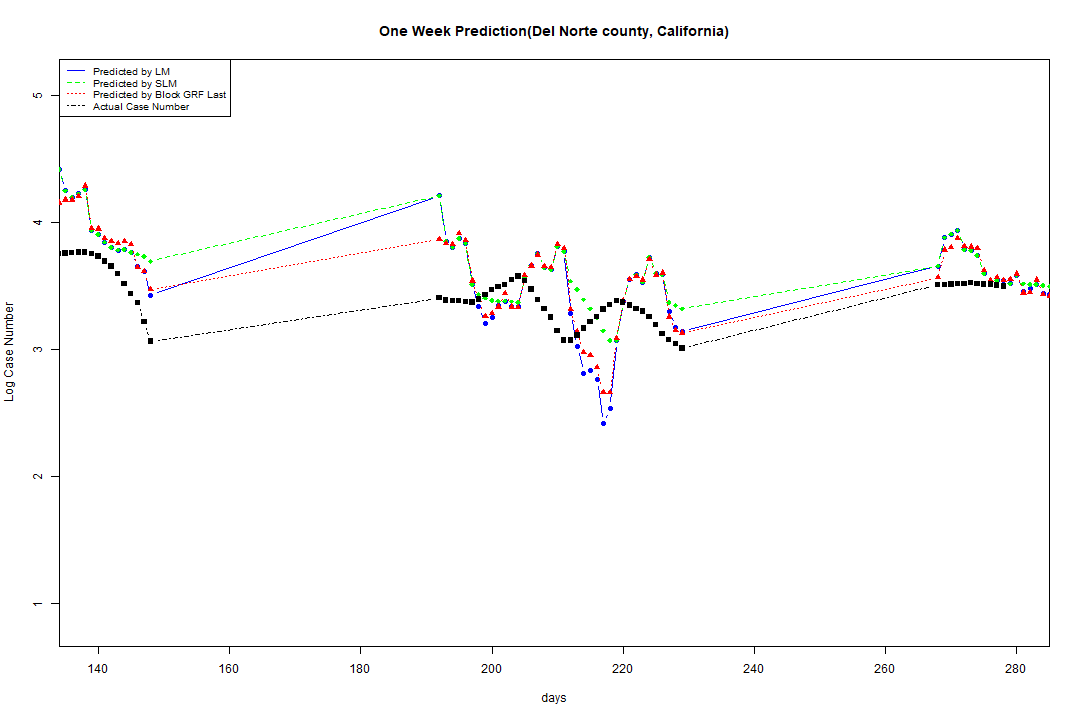 One Week Prediction(Del Norte county, California)
Predicted by LM
Predicted by SLM
Predicted by Block GRF Last
Actual Case Number
5
4
3
2
1
Log Case Number
140 160 180 200 220 240 260 280
days